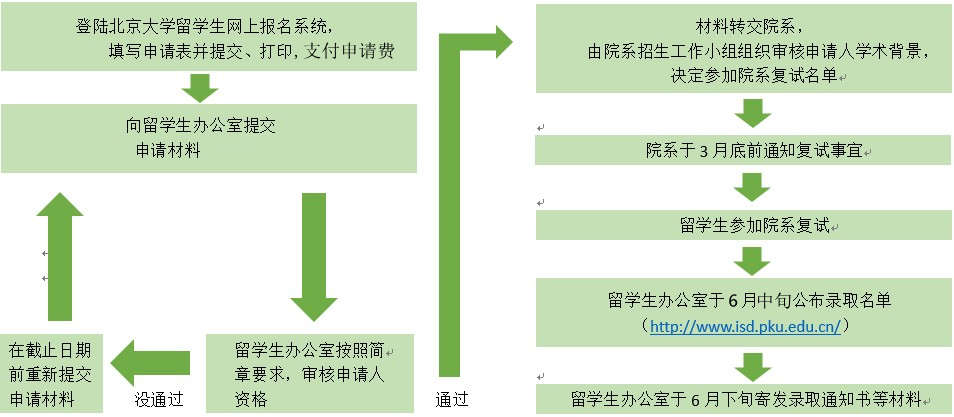 登陆北京大学留学生网上报名系统，
填写申请表并提交、打印,支付申请费
向留学生办公室提交
申请材料
在截止日期
前重新提交
申请材料
没通过
留学生办公室按照简
章要求，审核申请人
资格
通过
材料转交院系，
由院系招生工作小组组织审核申请人学术背景，
决定参加院系复试名单
院系于 3 月底前通知复试事宜
留学生参加院系复试
留学生办公室于 6 月中旬公布录取名单
（http://www.isd.pku.edu.cn/）
留学生办公室于 6 月下旬寄发录取通知书等材料